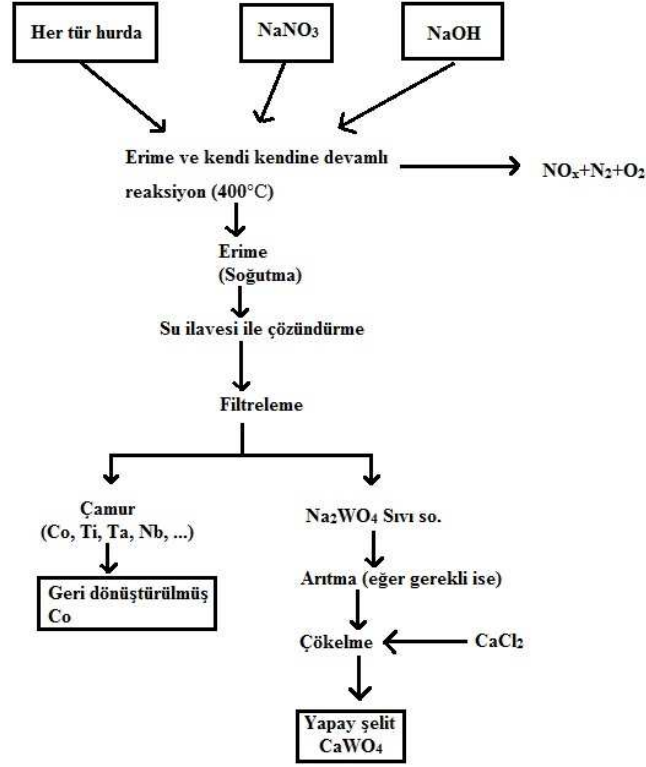 Her tür hurda
NaNO₃
NaOH
Erime ve kendi kendine devamlı
reaksiyon (400°C)
NOₓ+N₂+O₂
Erime
(Soğutma)
Su ilavesi ile çözündürme
Filtreleme
Çamur
(Co, Ti, Ta, Nb, ...)
Na₂WO₄ Sıvı so.
Geri dönüştürülmüş
Co
Arıtma (eğer gerekli ise)
Çökelme
CaCl₂
Yapay şelit
CaWO₄